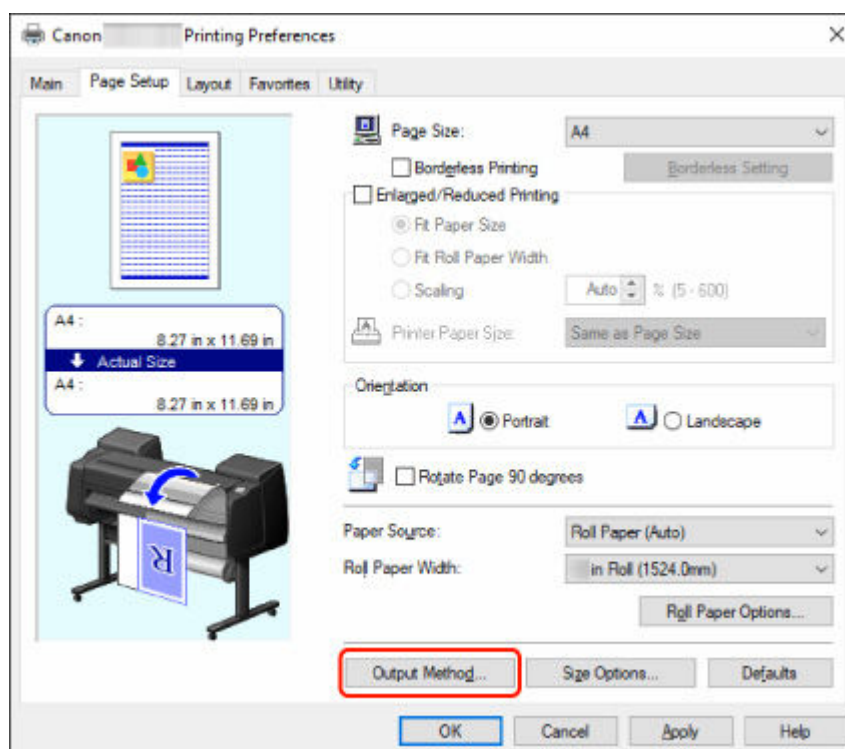 Canon Printing Preferences
Main Page Setup Layout Favorites Utility
Page Size: A4
Borderless Printing Borderless Setting
Enlarged/Reduced Printing
Fit Paper Size
Fit Roll Paper Width
Scaling Auto % (5 - 600)
Printer Paper Size: Same as Page Size
A4 :
8.27 in x 11.69 in
Actual Size
A4 :
8.27 in x 11.69 in
Orientation
A Portrait A Landscape
Rotate Page 90 degrees
R
Paper Source: Roll Paper (Auto)
Roll Paper Width: in Roll (1524.0mm)
Roll Paper Options...
Output Method... Size Options... Defaults
OK Cancel Apply Help